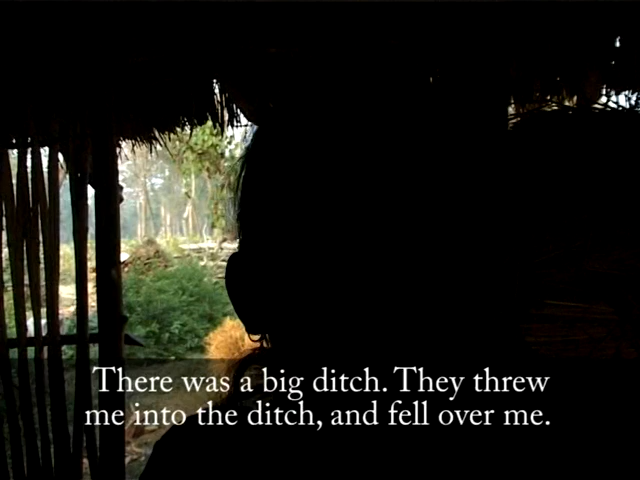 There was a big ditch. They threw
me into the ditch, and fell over me.